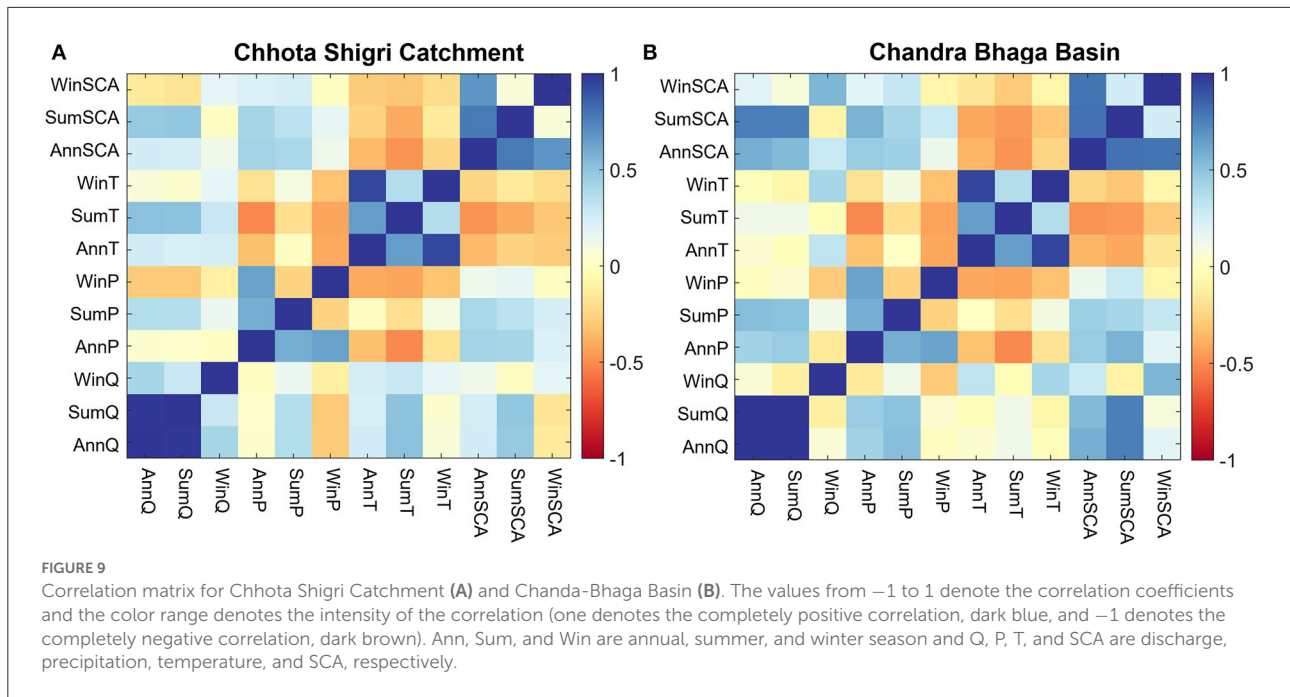 A
Chhota Shigri Catchment
WinSCA
SumSCA
AnnSCA
WinT
SumT
AnnT
WinP
SumP
AnnP
WinQ
SumQ
AnnQ
AnnQ
SumQ
WinQ
AnnP
SumP
WinP
AnnT
SumT
WinT
AnnSCA
SumSCA
WinSCA
1
0.5
0
-0.5
-1
B
Chandra Bhaga Basin
WinSCA
SumSCA
AnnSCA
WinT
SumT
AnnT
WinP
SumP
AnnP
WinQ
SumQ
AnnQ
AnnQ
SumQ
WinQ
AnnP
SumP
WinP
AnnT
SumT
WinT
AnnSCA
SumSCA
WinSCA
1
0.5
0
-0.5
-1
FIGURE 9
Correlation matrix for Chhota Shigri Catchment (A) and Chanda-Bhaga Basin (B). The values from −1 to 1 denote the correlation coefficients
and the color range denotes the intensity of the correlation (one denotes the completely positive correlation, dark blue, and −1 denotes the
completely negative correlation, dark brown). Ann, Sum, and Win are annual, summer, and winter season and Q, P, T, and SCA are discharge,
precipitation, temperature, and SCA, respectively.